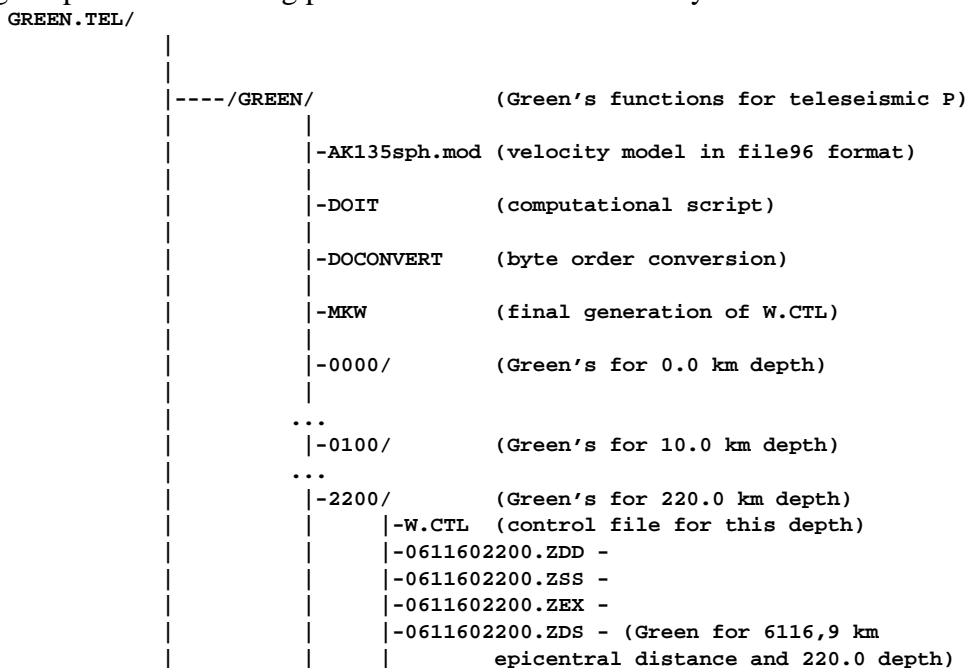 GREEN.TEL/
|
|
|----/GREEN/ (Green's functions for teleseismic P)
| |
| |-AK135sph.mod (velocity model in file96 format)
| |
| |-DOIT (computational script)
| |
| |-DOCONVERT (byte order conversion)
| |
| |-MKW (final generation of W.CTL)
| |
| |-0000/ (Green's for 0.0 km depth)
| |
| ...
| |-0100/ (Green's for 10.0 km depth)
| ...
| |-2200/ (Green's for 220.0 km depth)
| | |-W.CTL (control file for this depth)
| | |-0611602200.ZDD -
| | |-0611602200.ZSS -
| | |-0611602200.ZEX -
| | |-0611602200.ZDS - (Green for 6116,9 km
| | | epicentral distance and 220.0 depth)